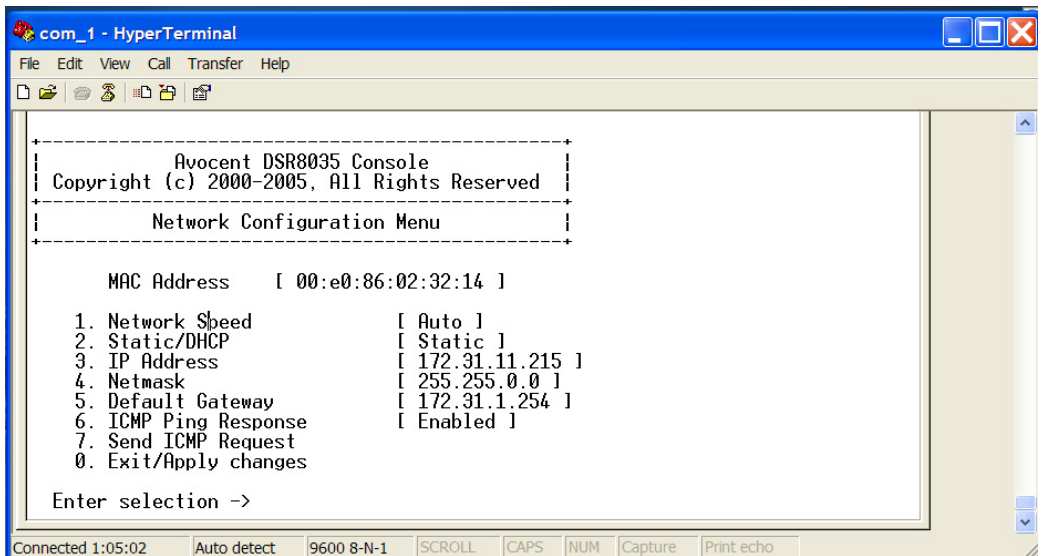 com_1 - HyperTerminal
File Edit View Call Transfer Help
+------------------------------------------------------------+
| Avocent DSR8035 Console |
| Copyright (c) 2000-2005, All Rights Reserved |
+------------------------------------------------------------+
| Network Configuration Menu |
+------------------------------------------------------------+
MAC Address [ 00:e0:86:02:32:14 ]
1. Network Speed [ Auto ]
2. Static/DHCP [ Static ]
3. IP Address [ 172.31.11.215 ]
4. Netmask [ 255.255.0.0 ]
5. Default Gateway [ 172.31.1.254 ]
6. ICMP Ping Response [ Enabled ]
7. Send ICMP Request
0. Exit/Apply changes
Enter selection ->
Connected 1:05:02 Auto detect 9600 8-N-1 SCROLL CAPS NUM Capture Print echo